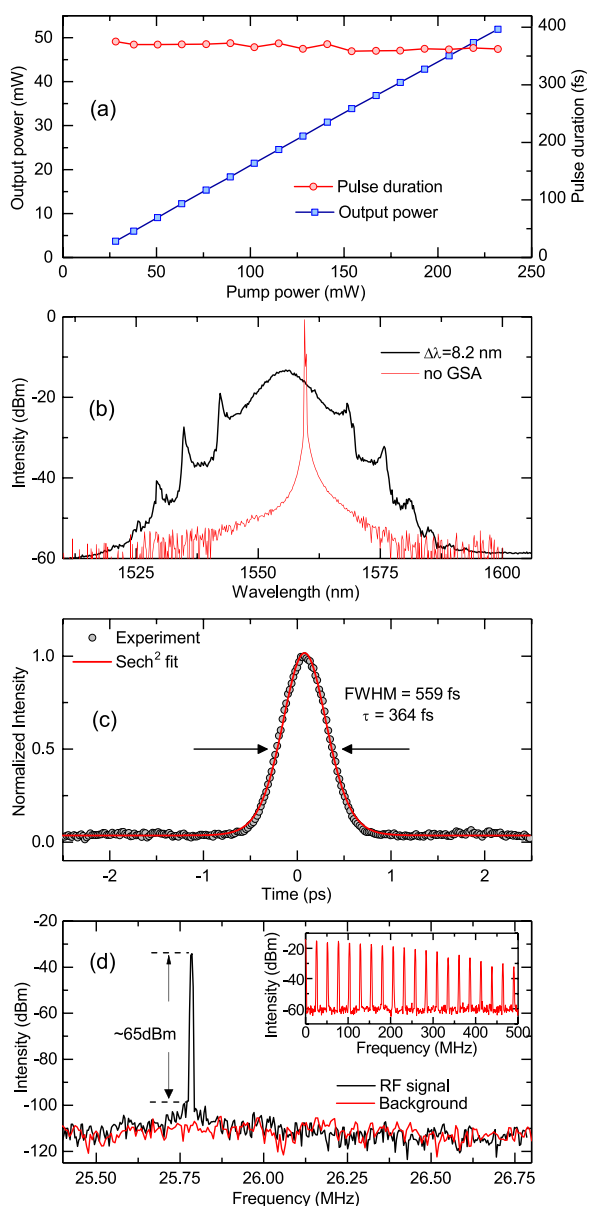 50
40
30
20
10
0
Output power (mW)
400
300
200
100
0
Pulse duration (fs)
(a)
Pulse duration
Output power
0 50 100 150 200 250
Pump power (mW)
0
-20
-40
-60
Intensity (dBm)
(b)
Δλ=8.2 nm
no GSA
1525 1550 1575 1600
Wavelength (nm)
1.0
0.5
0.0
Normalized Intensity
Experiment
Sech² fit
(c)
FWHM = 559 fs
τ = 364 fs
-2 -1 0 1 2
Time (ps)
-20
-40
-60
-80
-100
-120
Intensity (dBm)
(d)
~65dBm
-20
-40
-60
Intensity (dBm)
0 100 200 300 400 500
Frequency (MHz)
RF signal
Background
25.50 25.75 26.00 26.25 26.50 26.75
Frequency (MHz)